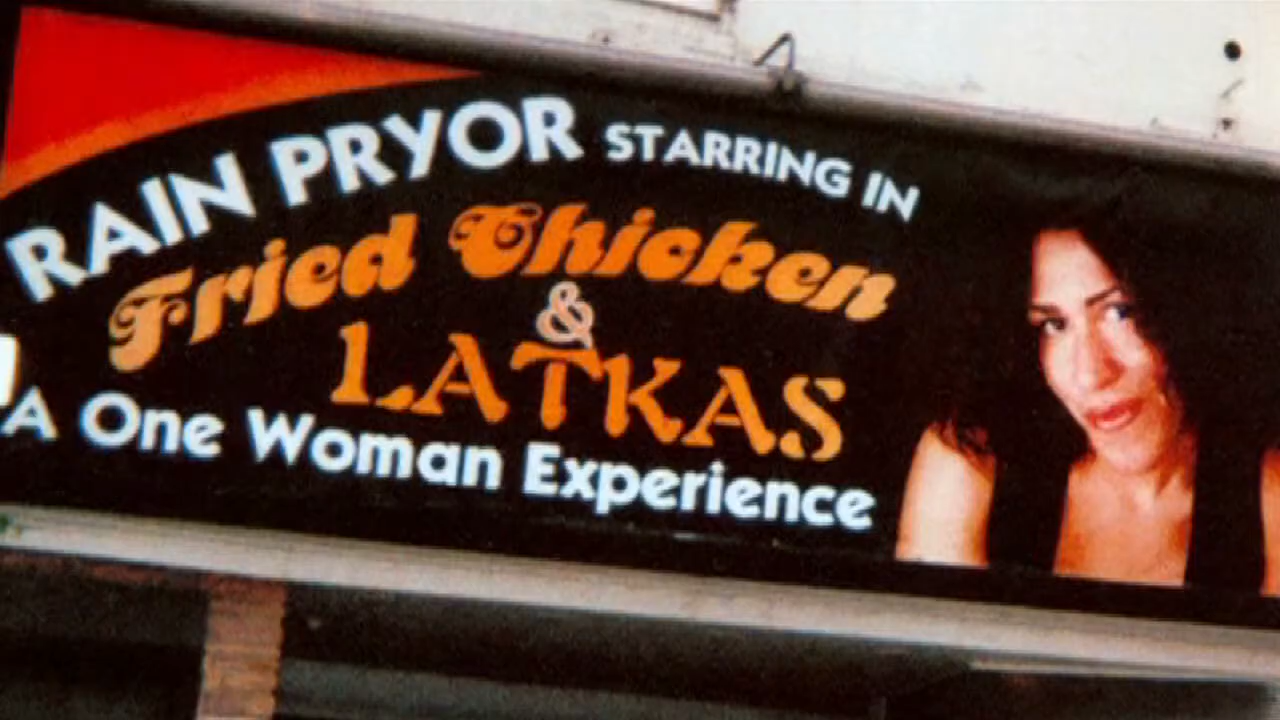 RAIN PRYOR STARRING IN
Fried Chicken
&
LATKAS
A One Woman Experience